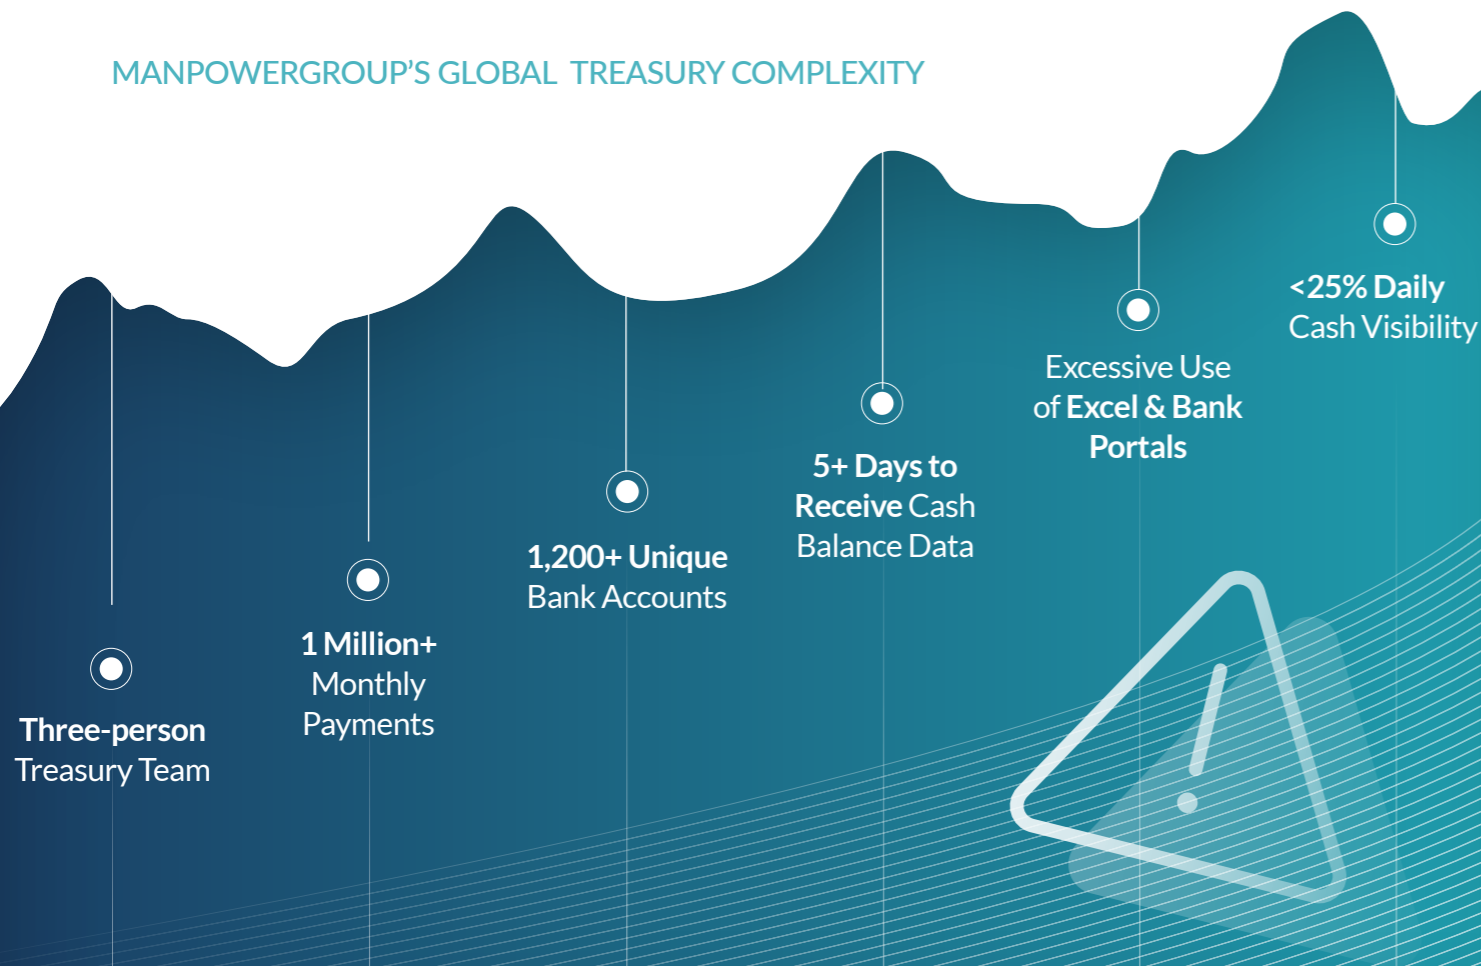 MANPOWERGROUP’S GLOBAL TREASURY COMPLEXITY
Three-person
Treasury Team
1 Million+
Monthly
Payments
1,200+ Unique
Bank Accounts
5+ Days to
Receive Cash
Balance Data
Excessive Use
of Excel & Bank
Portals
<25% Daily
Cash Visibility